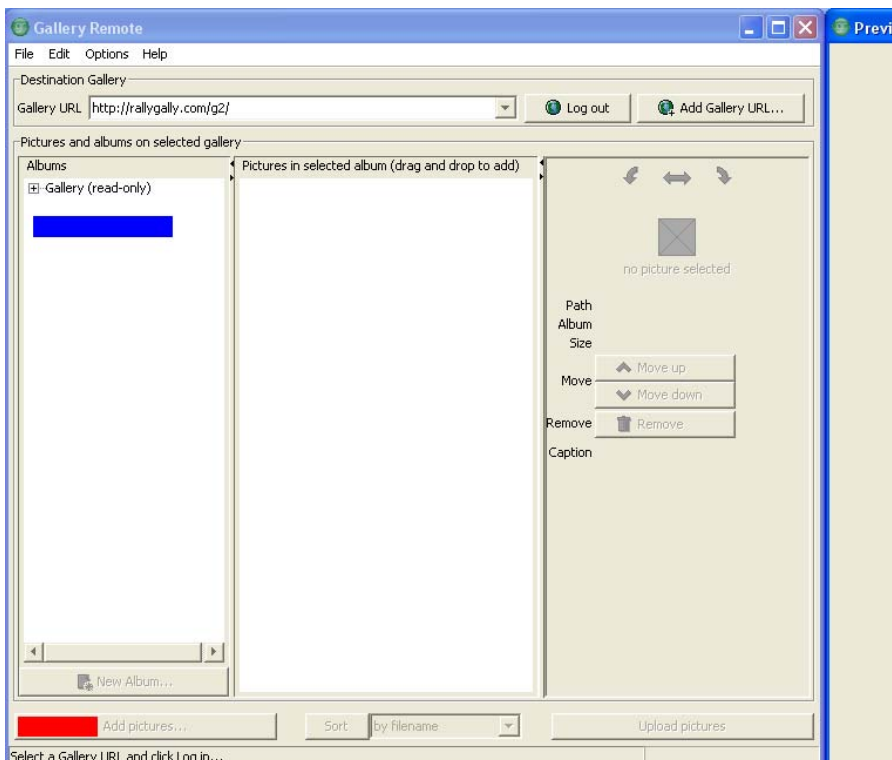 Gallery Remote
Previ
File Edit Options Help
Destination Gallery
Gallery URL http://rallygally.com/g2/ Log out Add Gallery URL...
Pictures and albums on selected gallery
Albums
Pictures in selected album (drag and drop to add)
Gallery (read-only)
no picture selected
Path
Album
Size
Move
Move up
Move down
Remove Remove
Caption
New Album...
Add pictures... Sort by filename Upload pictures
Select a Gallery URL and click Log in...